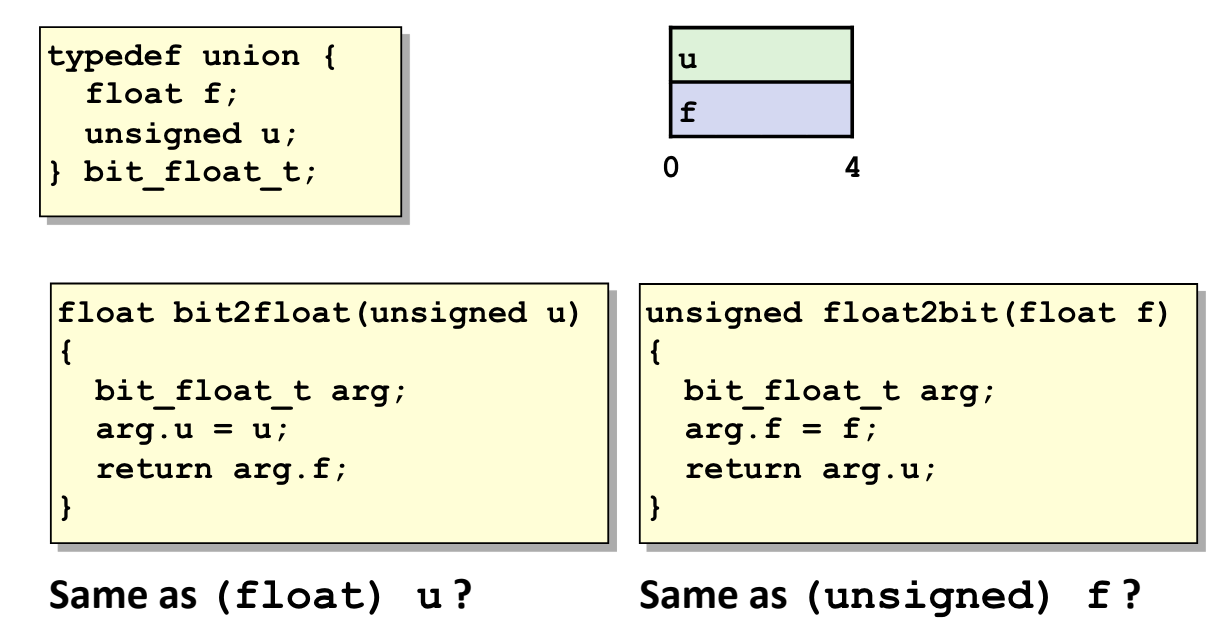 typedef union {
  float f;
  unsigned u;
} bit_float_t;
u
f
0 4
float bit2float(unsigned u)
{
  bit_float_t arg;
  arg.u = u;
  return arg.f;
}
unsigned float2bit(float f)
{
  bit_float_t arg;
  arg.f = f;
  return arg.u;
}
Same as (float) u ?
Same as (unsigned) f ?